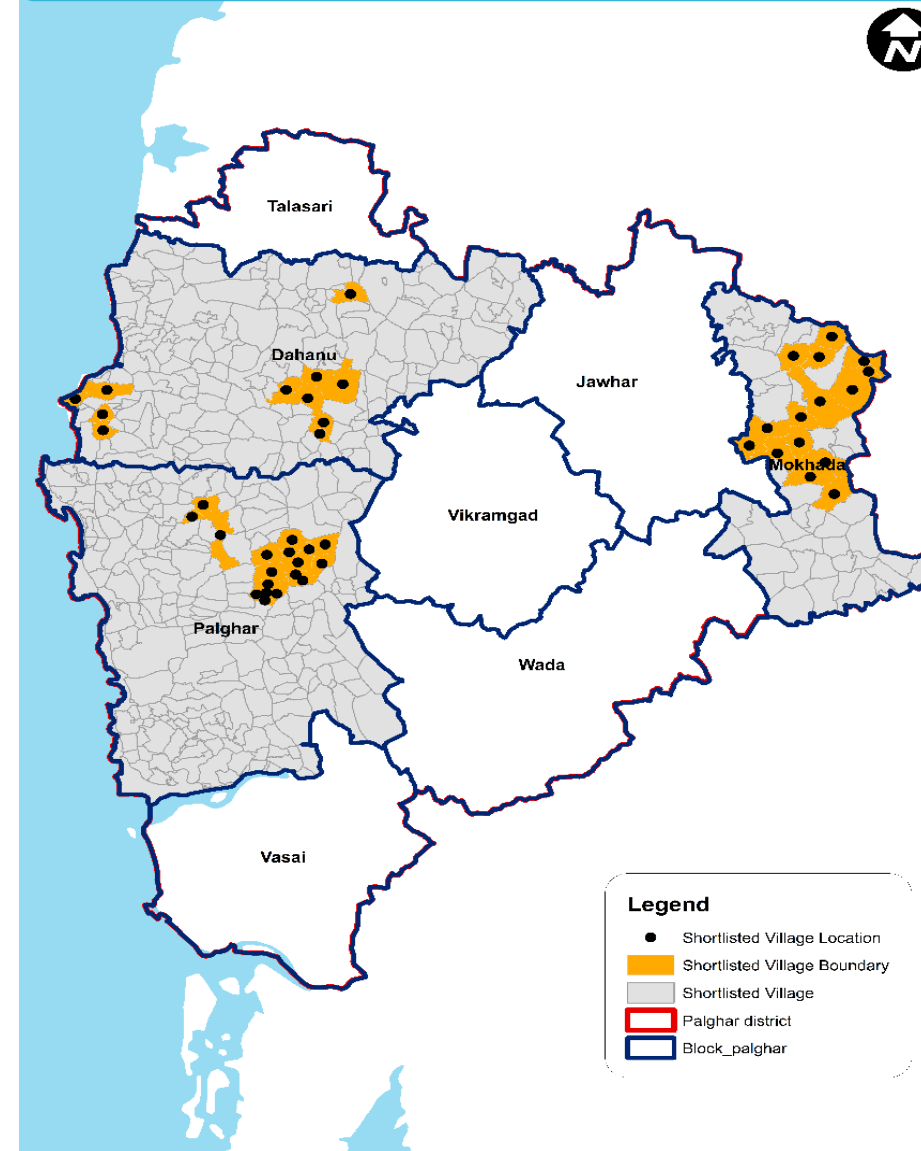 N
Talasari
Dahanu
Jawhar
Mokhada
Vikramgad
Palghar
Wada
Vasai
Legend
Shortlisted Village Location
Shortlisted Village Boundary
Shortlisted Village
Palghar district
Block_palghar